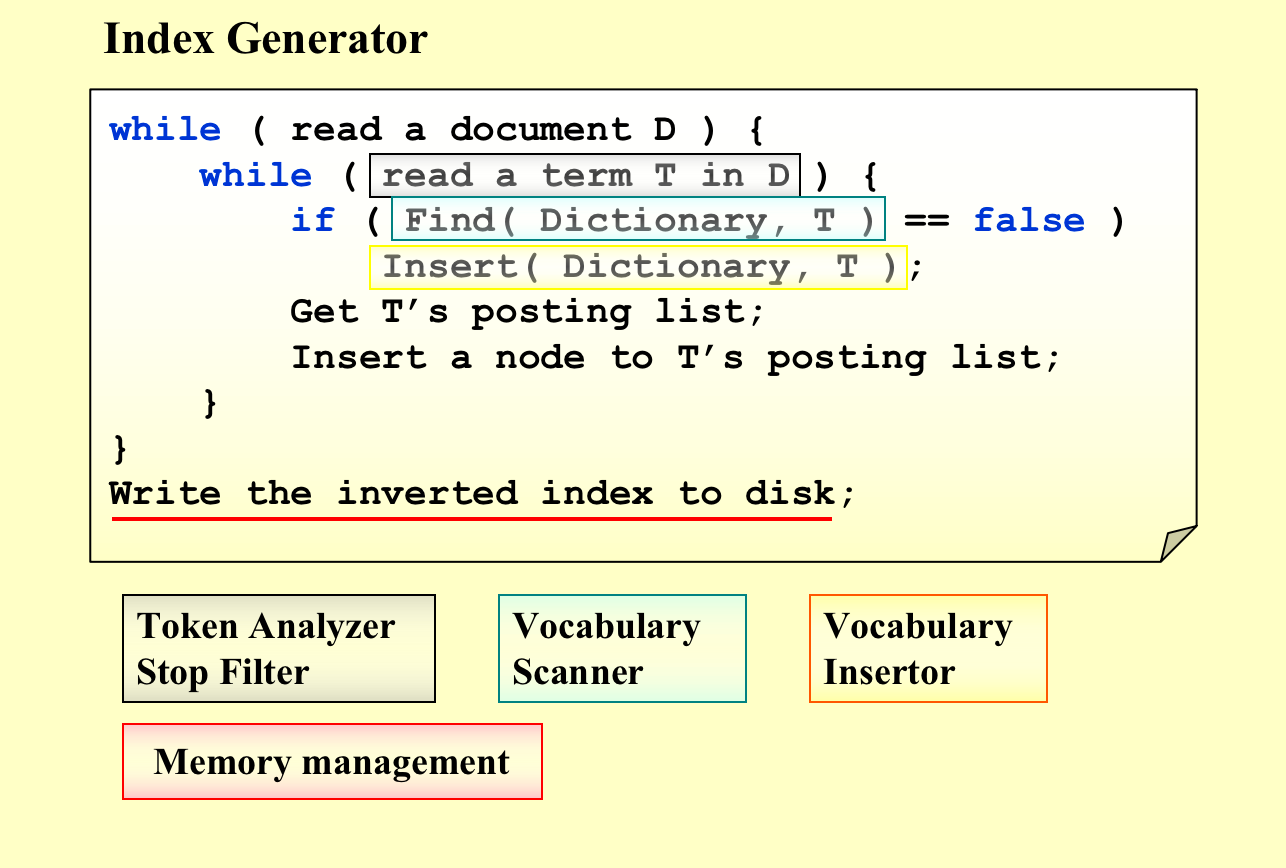 Index Generator
while ( read a document D ) {
while ( read a term T in D ) {
if ( Find( Dictionary, T ) == false )
Insert( Dictionary, T );
Get T’s posting list;
Insert a node to T’s posting list;
}
}
Write the inverted index to disk;
Token Analyzer
Stop Filter
Vocabulary
Scanner
Vocabulary
Insertor
Memory management